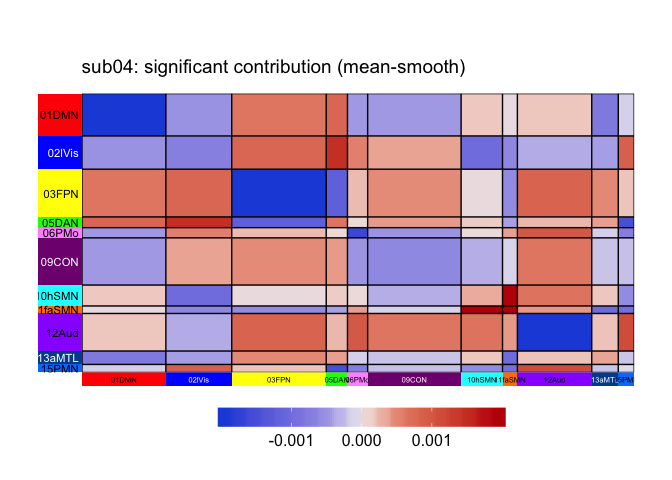 sub04: significant contribution (mean-smooth)
01DMN
02lVis
03FPN
05DAN
06PMo
09CON
10hSMN
1faSMN
12Aud
13aMTL
15PMN
01DMN 02lVis 03FPN 05DAN 06PMo 09CON 10hSMN 11faSMN 12Aud 13aMTL 15PMN
-0.001 0.000 0.001